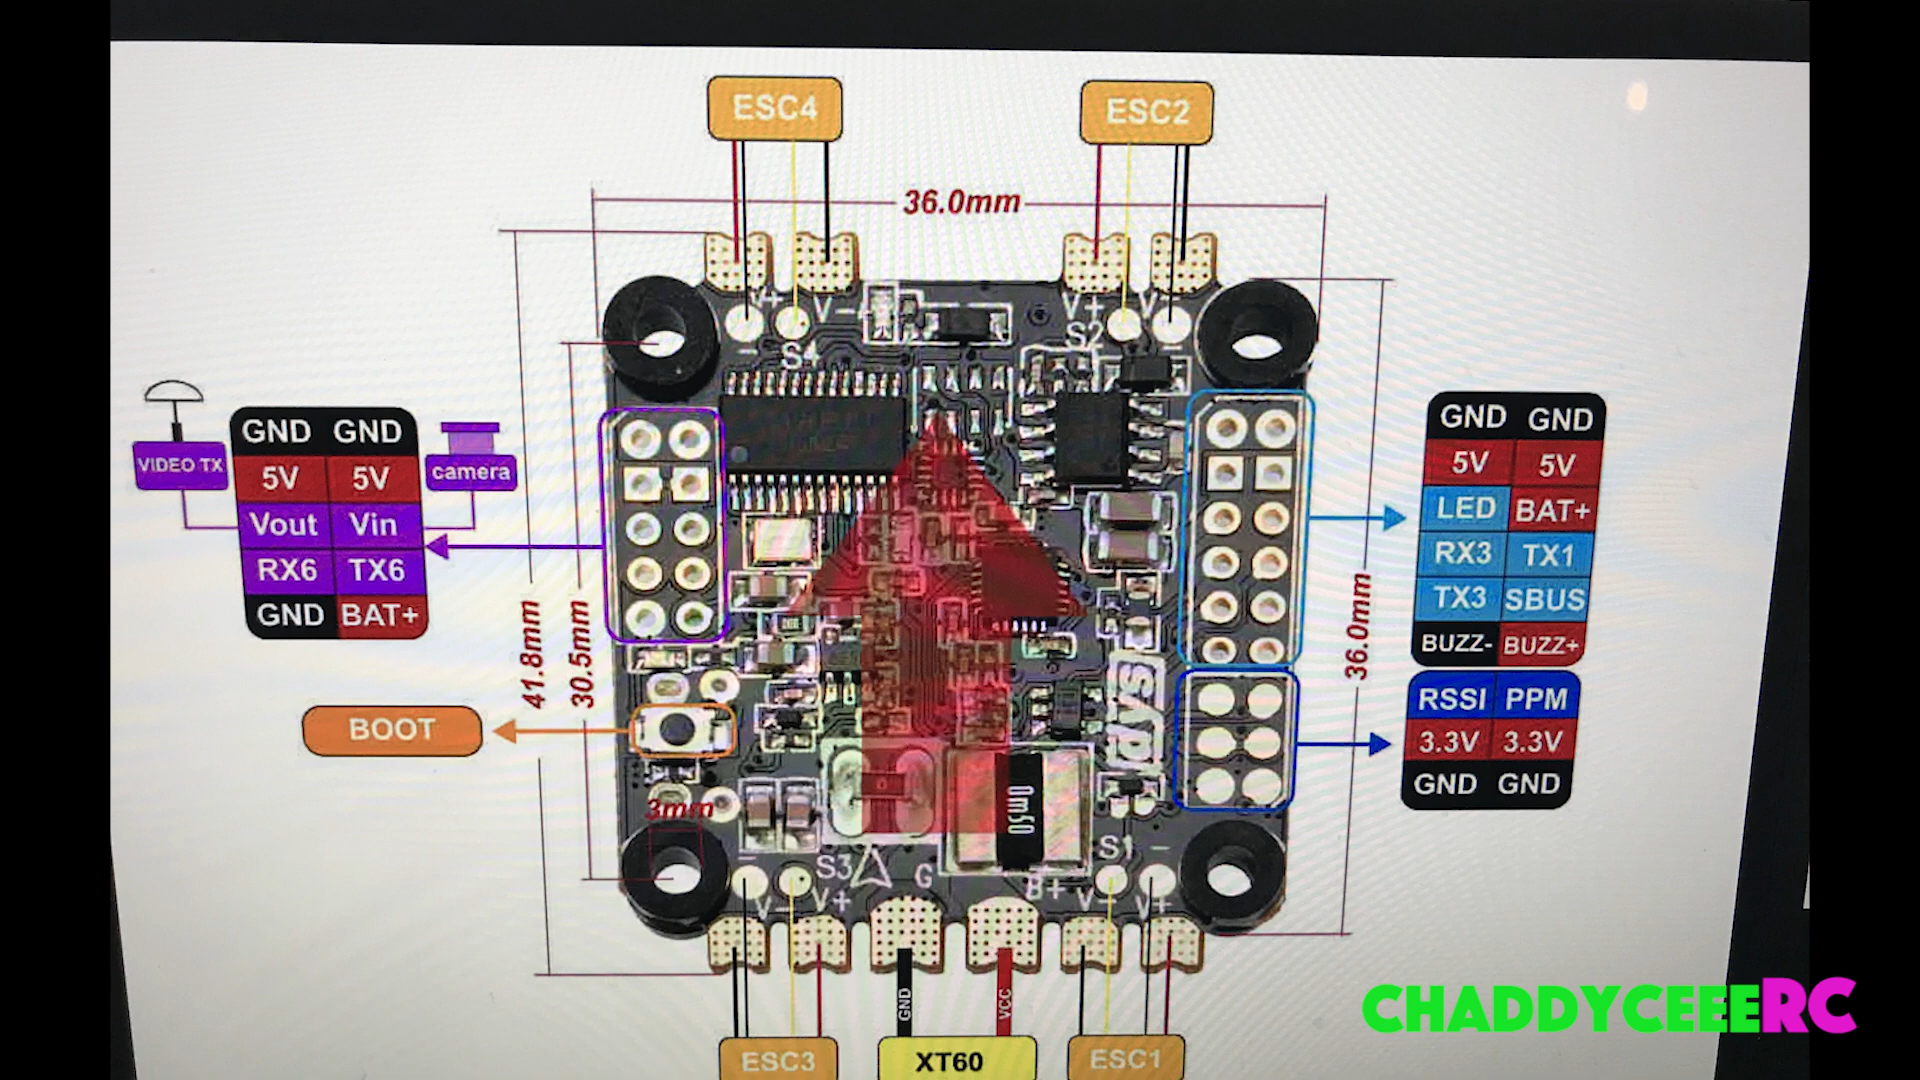 ESC4
ESC2
36.0mm
V+
V-
V+
V
S4
S2
GND GND
5V 5V
Vout Vin
RX6 TX6
GND BAT+
VIDEO TX
camera
GND GND
5V 5V
LED BAT+
RX3 TX1
TX3 SBUS
BUZZ- BUZZ+
RSSI PPM
3.3V 3.3V
GND GND
41.8mm
30.5mm
36.0mm
BOOT
3mm
0m50
S3
G
B+
S1
V-
V+
V-
V+
GND
VCC
ESC3
XT60
ESC1
CHADDYCEEERC